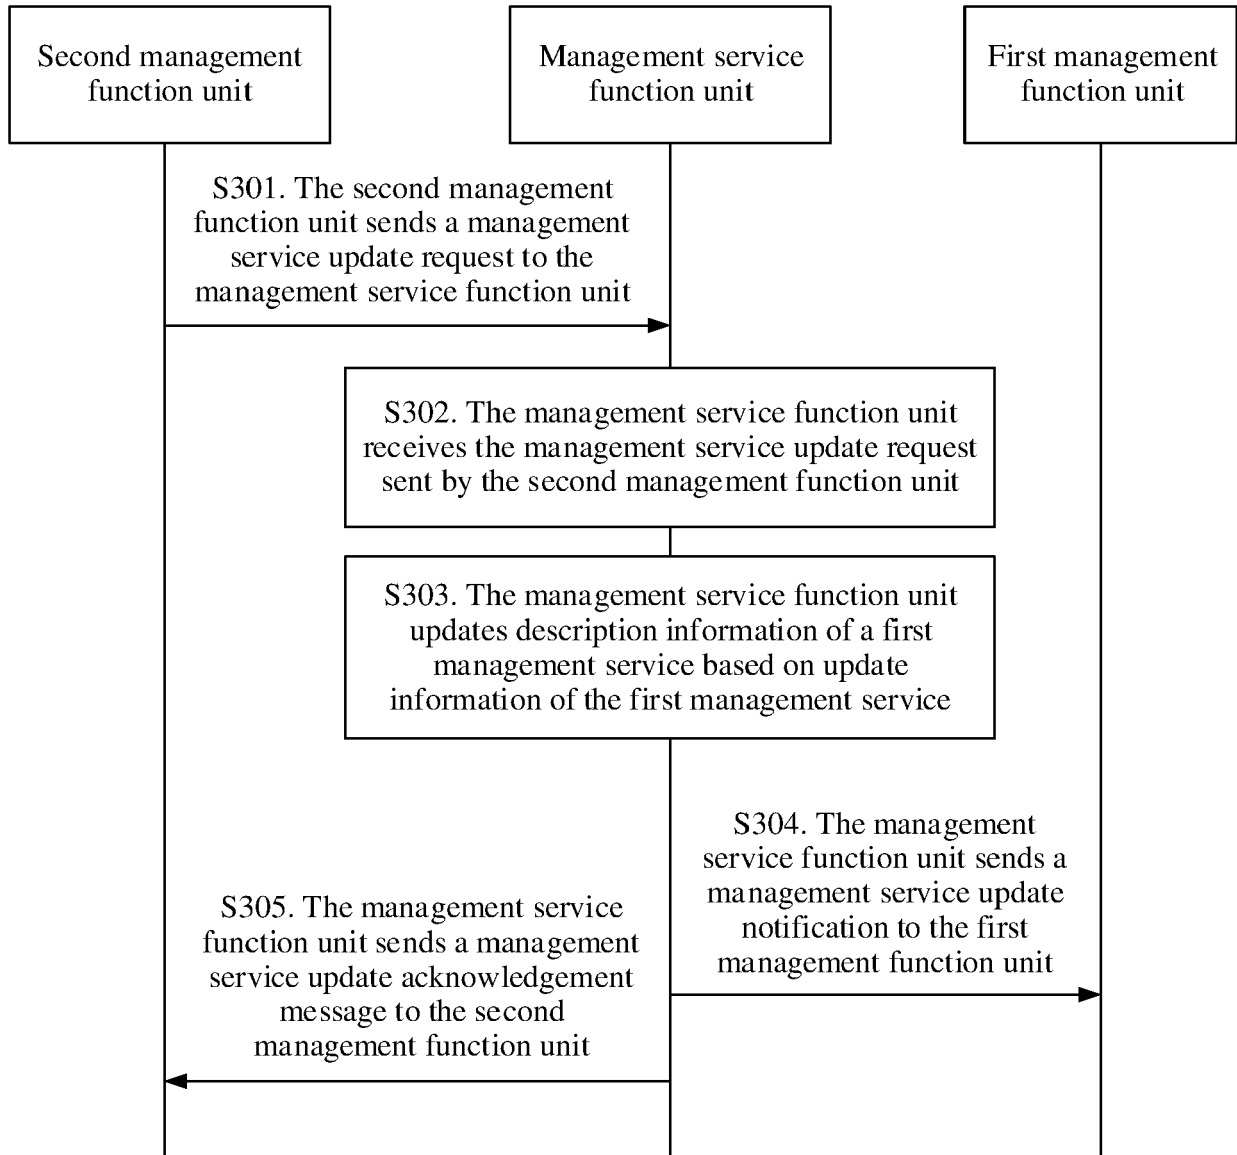 Second management
function unit
Management service
function unit
First management
function unit
S301. The second management
function unit sends a management
service update request to the
management service function unit
S302. The management service function unit
receives the management service update request
sent by the second management function unit
S303. The management service function unit
updates description information of a first
management service based on update
information of the first management service
S304. The management
service function unit sends a
management service update
notification to the first
management function unit
S305. The management service
function unit sends a management
service update acknowledgement
message to the second
management function unit